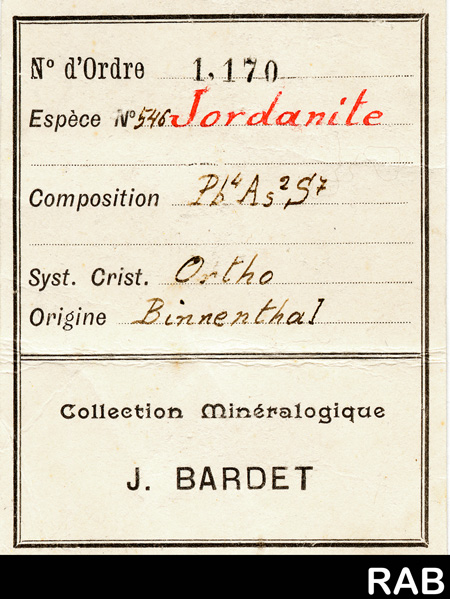 N° d'Ordre 1,170
Espèce N° 546 Jordanite
Composition Pb⁴As²S⁷
Syst. Crist. Ortho
Origine Binnenthal
Collection Minéralogique
J. BARDET
RAB